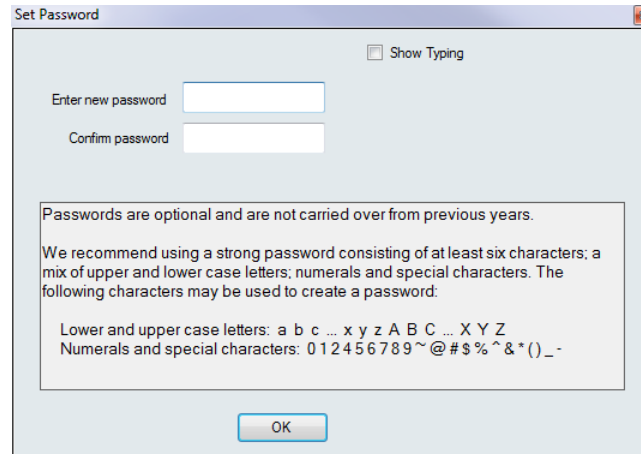 Set Password
Show Typing
Enter new password
Confirm password
Passwords are optional and are not carried over from previous years.
We recommend using a strong password consisting of at least six characters; a
mix of upper and lower case letters; numerals and special characters. The
following characters may be used to create a password:
Lower and upper case letters: a b c ... x y z A B C ... X Y Z
Numerals and special characters: 0 1 2 4 5 6 7 8 9 ~ @ # $ % ^ & * ( ) _ -
OK